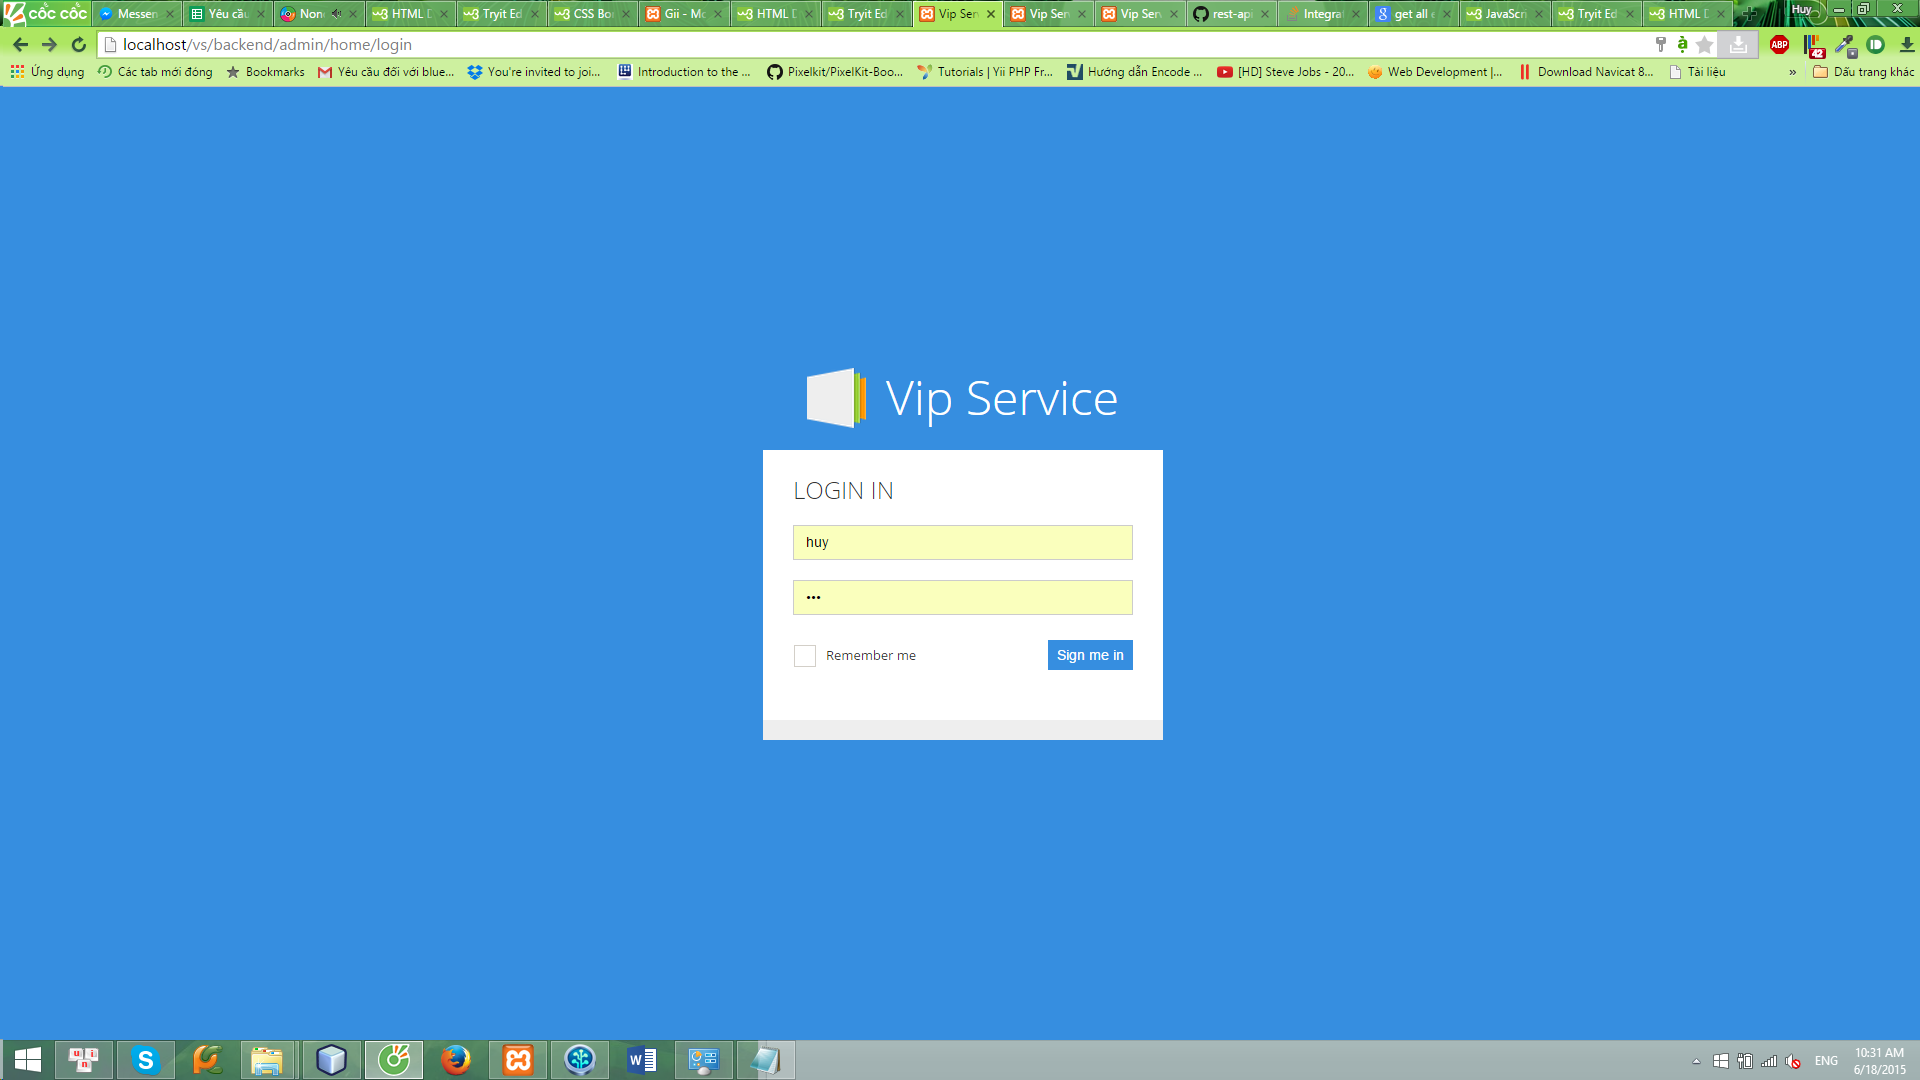 cốc cốc Messen Yêu cầu Non HTML D Tryit Ed CSS Bo Gii - Mo HTML D Tryit Ed Vip Ser Vip Ser Vip Ser rest-api Integrat get all e JavaScr Tryit Ed HTML D Huy
localhost/vs/backend/admin/home/login ABP 42
Ứng dụng Các tab mới đóng Bookmarks Yêu cầu đối với blue... You're invited to joi... Introduction to the ... Pixelkit/PixelKit-Boo... Tutorials | Yii PHP Fr... Hướng dẫn Encode ... [HD] Steve Jobs - 20... Web Development |... Download Navicat 8... Tài liệu » Dấu trang khác
Vip Service
LOGIN IN
huy
•••
Remember me Sign me in
ENG 10:31 AM
6/18/2015